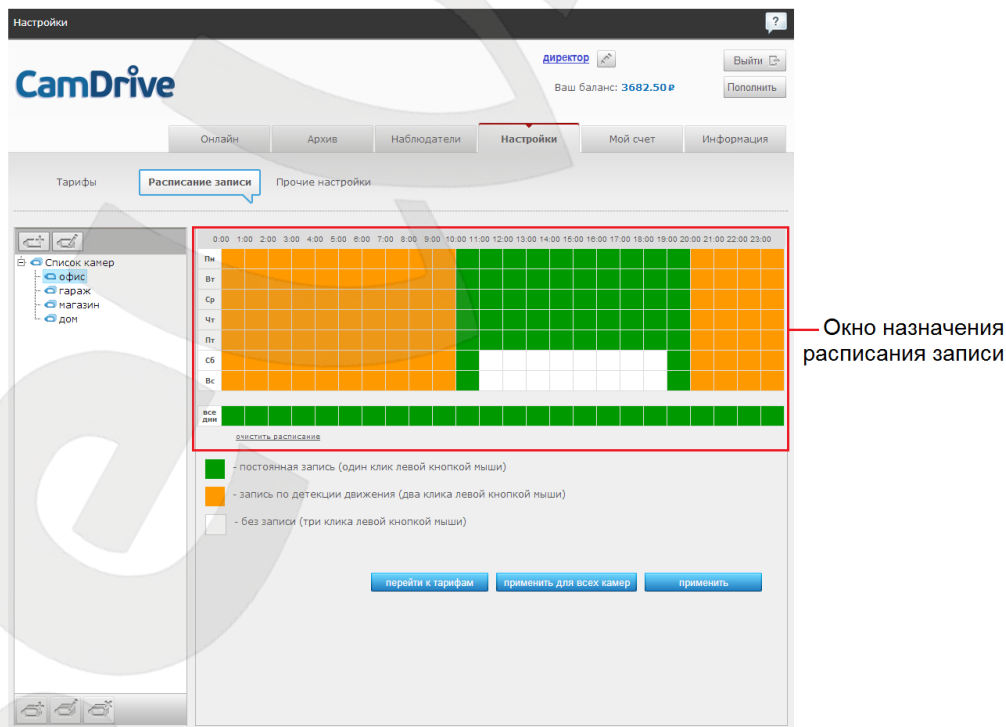 Настройки
?
директор
Выйти
CamDrive
Ваш баланс: 3682.50 ₽
Пополнить
Онлайн Архив Наблюдатели Настройки Мой счет Информация
Тарифы Расписание записи Прочие настройки
0:00 1:00 2:00 3:00 4:00 5:00 6:00 7:00 8:00 9:00 10:00 11:00 12:00 13:00 14:00 15:00 16:00 17:00 18:00 19:00 20:00 21:00 22:00 23:00
Список камер
офис
гараж
магазин
дом
Пн
Вт
Ср
Чт
Пт
Сб
Вс
все
дни
очистить расписание
Окно назначения
расписания записи
- постоянная запись (один клик левой кнопкой мыши)
- запись по детекции движения (два клика левой кнопкой мыши)
- без записи (три клика левой кнопкой мыши)
перейти к тарифам применить для всех камер применить